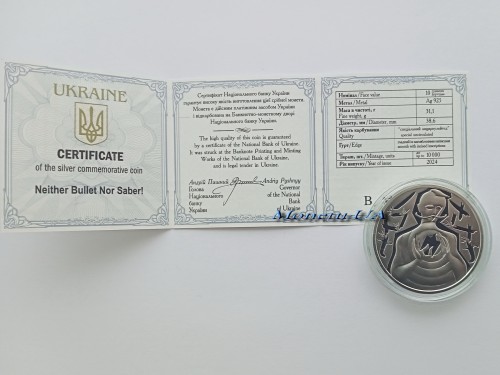 UKRAINE
CERTIFICATE
of the silver commemorative coin
Neither Bullet Nor Saber!
Сертифікат Національного банку України
гарантує високу якість виготовлення цієї срібної монети.
Монета є дійсним платіжним засобом України
і відкарбована на Банкнотно-монетному дворі
Національного банку України.
The high quality of this coin is guaranteed
by a certificate of the National Bank of Ukraine.
It was struck at the Banknote Printing and Minting
Works of the National Bank of Ukraine,
and is legal tender in Ukraine.
Андрій Пишний Andriy Pyshnyy
Голова Governor
Національного of the National
банку Bank
України of Ukraine
Номінал / Face value 10
Метал / Metal Ag 925
Маса в чистоті, г / Fine weight, g 31,1
Діаметр, мм / Diameter, mm 38,6
Якість карбування / Quality
Гурт / Edge
Тираж, / Mintage, units 10 000
Рік випуску / Year of issue 2024
В